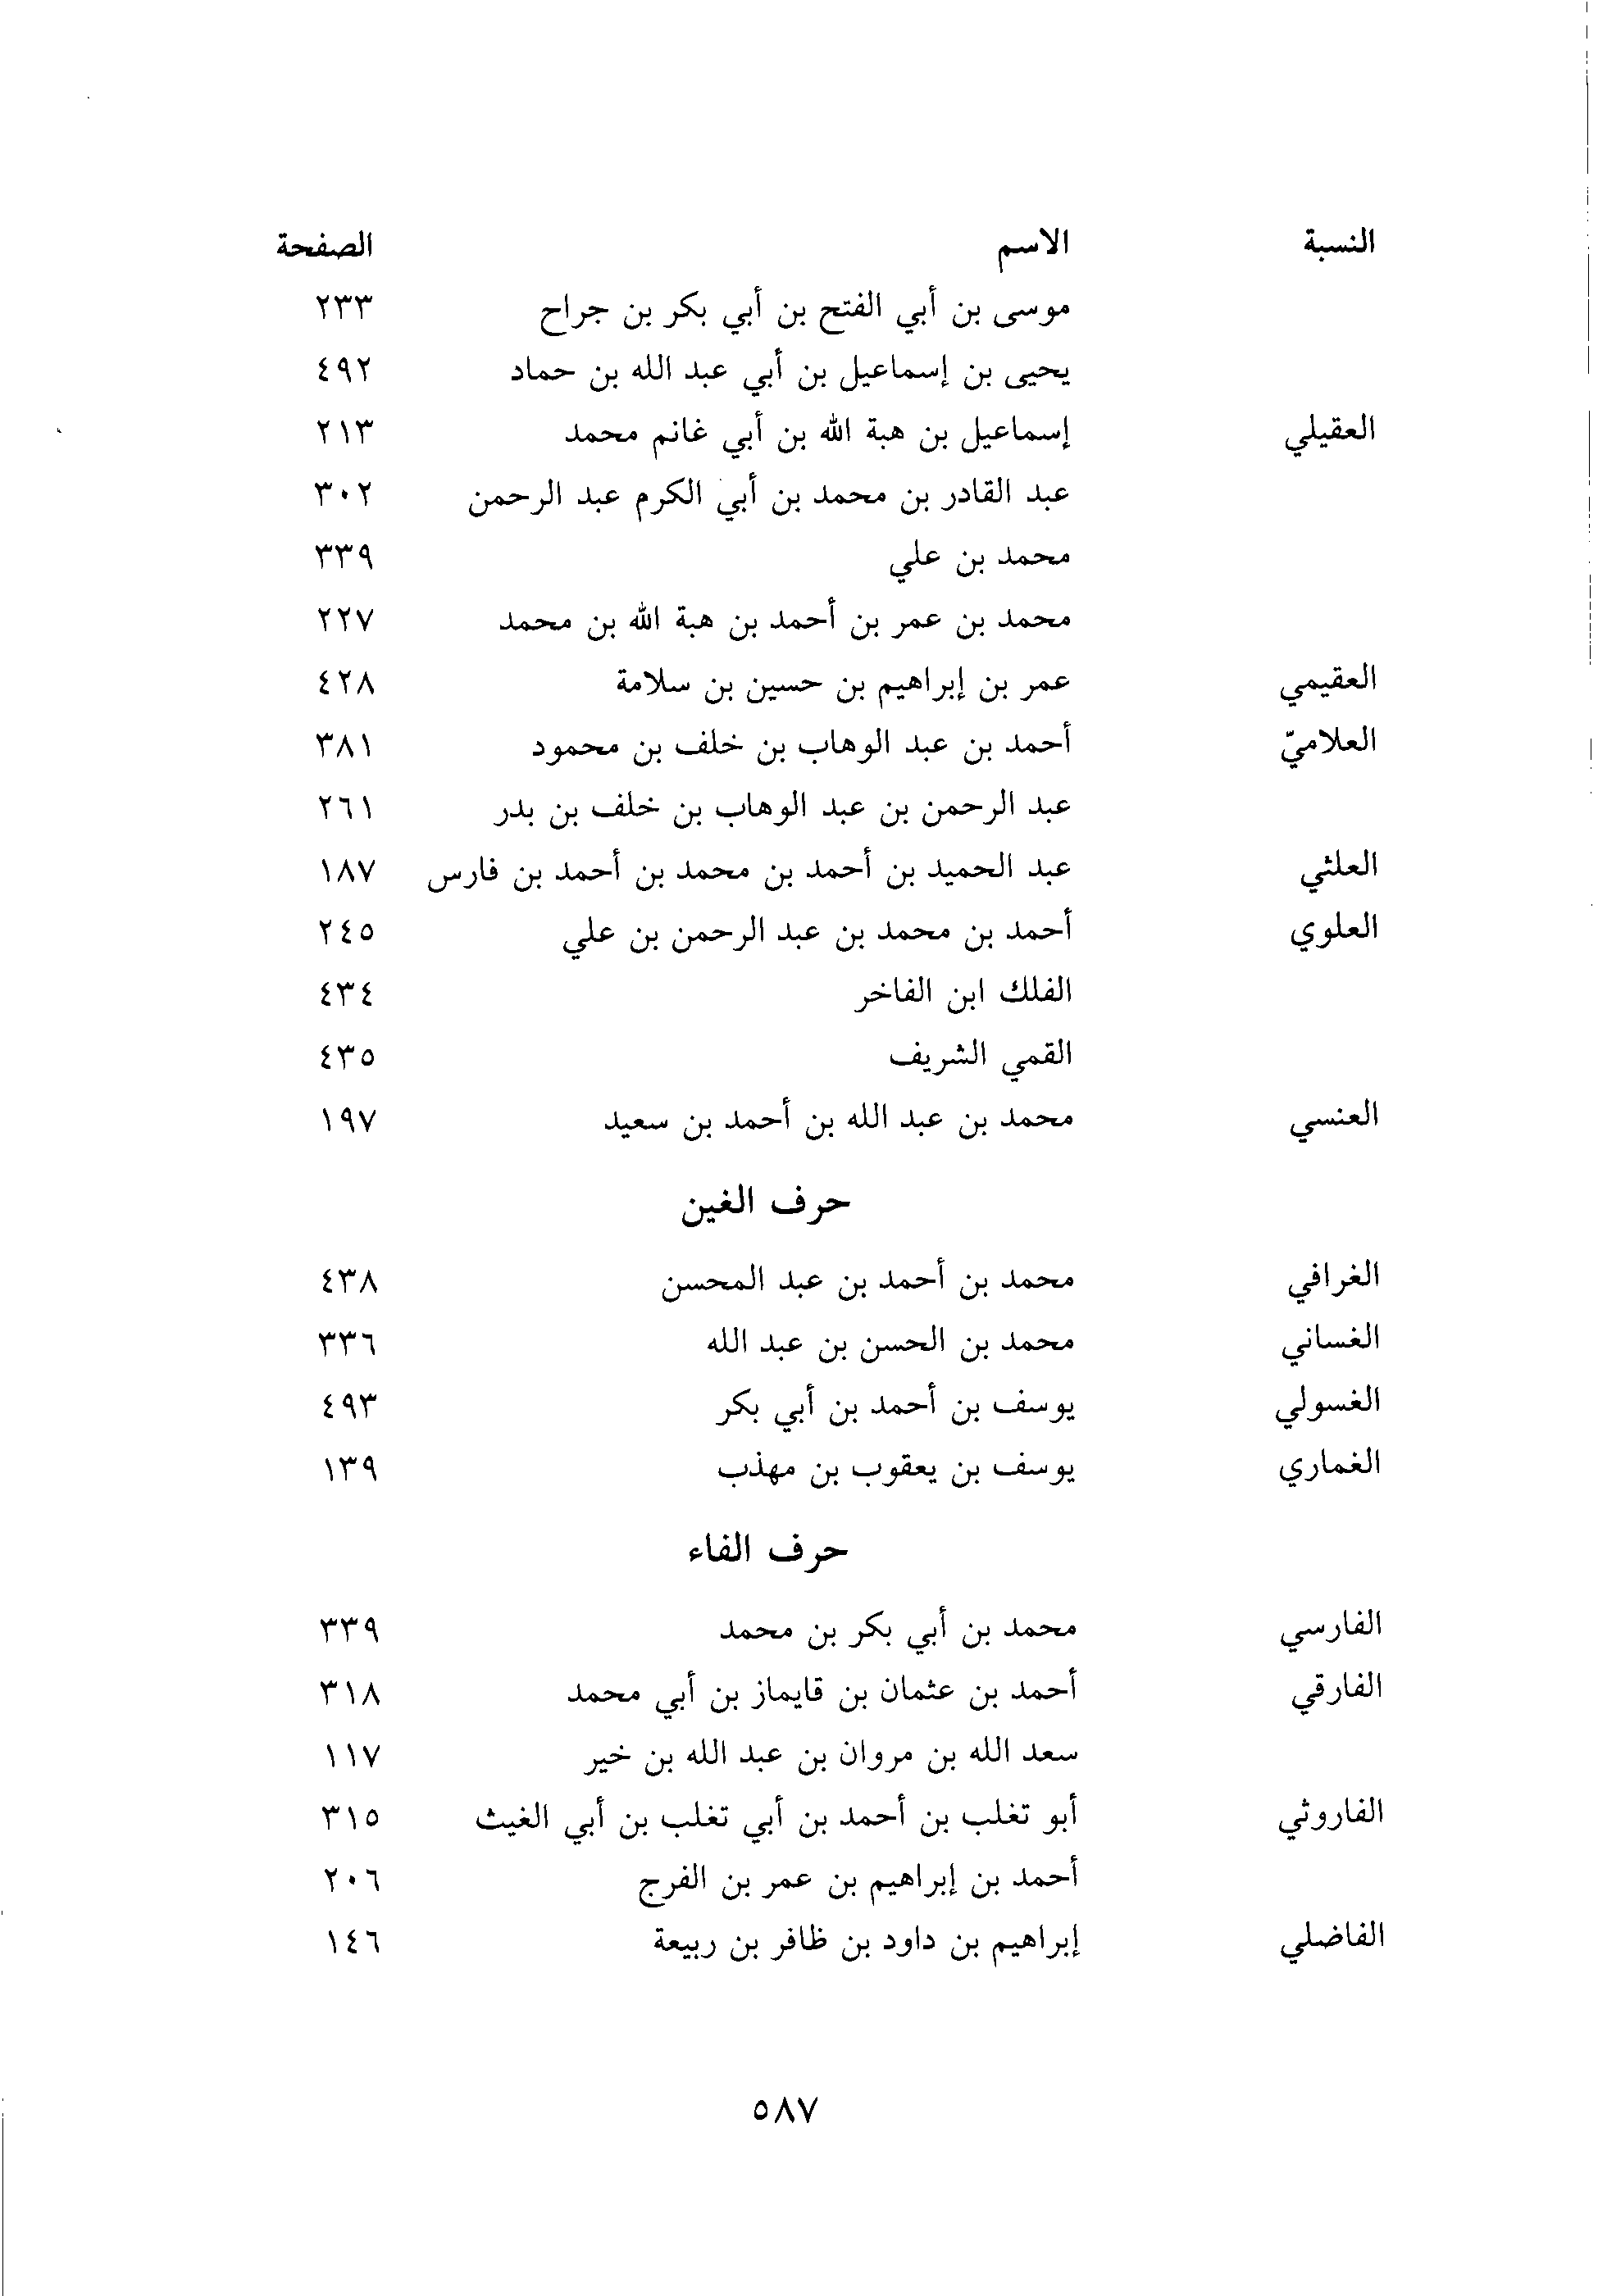 النسبة الاسم الصفحة
موسى بن أبي الفتح بن أبي بكر بن جراح ٢٣٣
يحيى بن إسماعيل بن أبي عبد الله بن حماد ٤٩٢
العقيلي إسماعيل بن هبة الله بن أبي غانم محمد ٢١٣
عبد القادر بن محمد بن أبي الكرم عبد الرحمن ٣٠٢
محمد بن علي ٣٣٩
محمد بن عمر بن أحمد بن هبة الله بن محمد ٢٢٧
العقيمي عمر بن إبراهيم بن حسين بن سلامة ٤٢٨
العلاميّ أحمد بن عبد الوهاب بن خلف بن محمود ٣٨١
عبد الرحمن بن عبد الوهاب بن خلف بن بدر ٢٦١
العلثي عبد الحميد بن أحمد بن محمد بن أحمد بن فارس ١٨٧
العلوي أحمد بن محمد بن عبد الرحمن بن علي ٢٤٥
الفلك ابن الفاخر ٤٣٤
القمي الشريف ٤٣٥
العنسي محمد بن عبد الله بن أحمد بن سعيد ١٩٧
حرف الغين
الغرافي محمد بن أحمد بن عبد المحسن ٤٣٨
الغساني محمد بن الحسن بن عبد الله ٣٣٦
الغسولي يوسف بن أحمد بن أبي بكر ٤٩٣
الغماري يوسف بن يعقوب بن مهذب ١٣٩
حرف الفاء
الفارسي محمد بن أبي بكر بن محمد ٣٣٩
الفارقي أحمد بن عثمان بن قايماز بن أبي محمد ٣١٨
سعد الله بن مروان بن عبد الله بن خير ١١٧
الفاروثي أبو تغلب بن أحمد بن أبي تغلب بن أبي الغيث ٣١٥
أحمد بن إبراهيم بن عمر بن الفرج ٢٠٦
الفاضلي إبراهيم بن داود بن ظافر بن ربيعة ١٤٦
٥٨٧